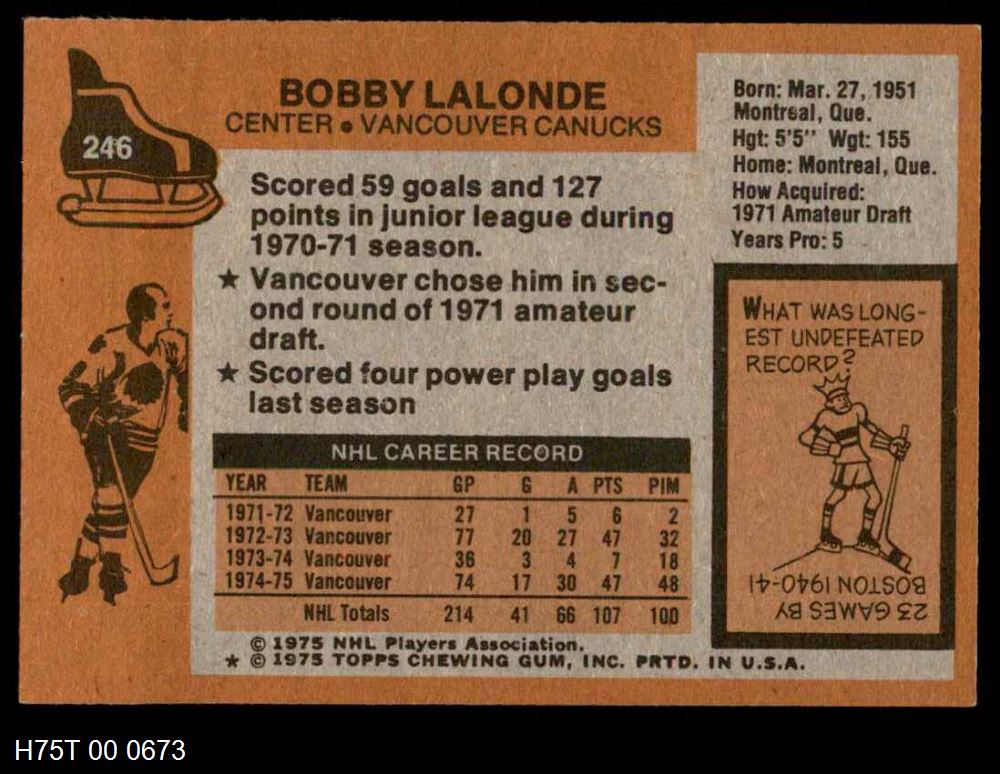 246
BOBBY LALONDE
CENTER • VANCOUVER CANUCKS
Scored 59 goals and 127
points in junior league during
1970-71 season.
★ Vancouver chose him in sec-
ond round of 1971 amateur
draft.
★ Scored four power play goals
last season
NHL CAREER RECORD
YEAR TEAM GP G A PTS PIM
1971-72 Vancouver 27 1 5 6 2
1972-73 Vancouver 77 20 27 47 32
1973-74 Vancouver 36 3 4 7 18
1974-75 Vancouver 74 17 30 47 48
NHL Totals 214 41 66 107 100
© 1975 NHL Players Association.
★ © 1975 TOPPS CHEWING GUM, INC. PRTD. IN U.S.A.
Born: Mar. 27, 1951
Montreal, Que.
Hgt: 5'5" Wgt: 155
Home: Montreal, Que.
How Acquired:
1971 Amateur Draft
Years Pro: 5
WHAT WAS LONG-
EST UNDEFEATED
RECORD?
23 GAMES BY
BOSTON 1940-41
H75T 00 0673